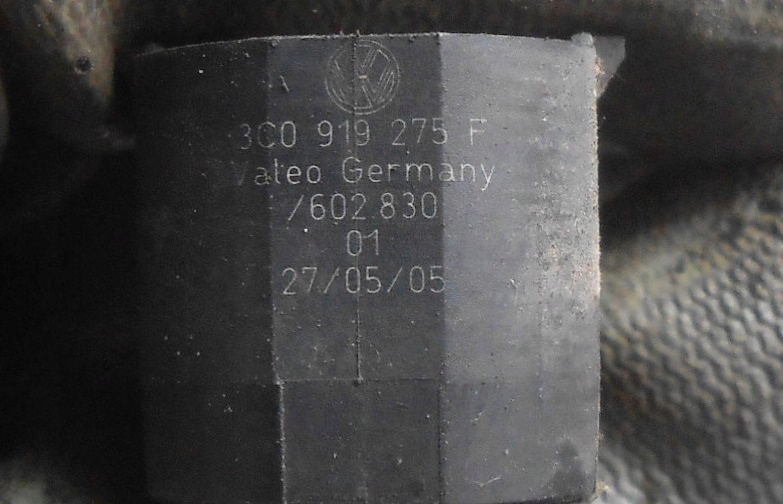 3C0 919 275 F
Valeo Germany
/602.830
01
27/05/05